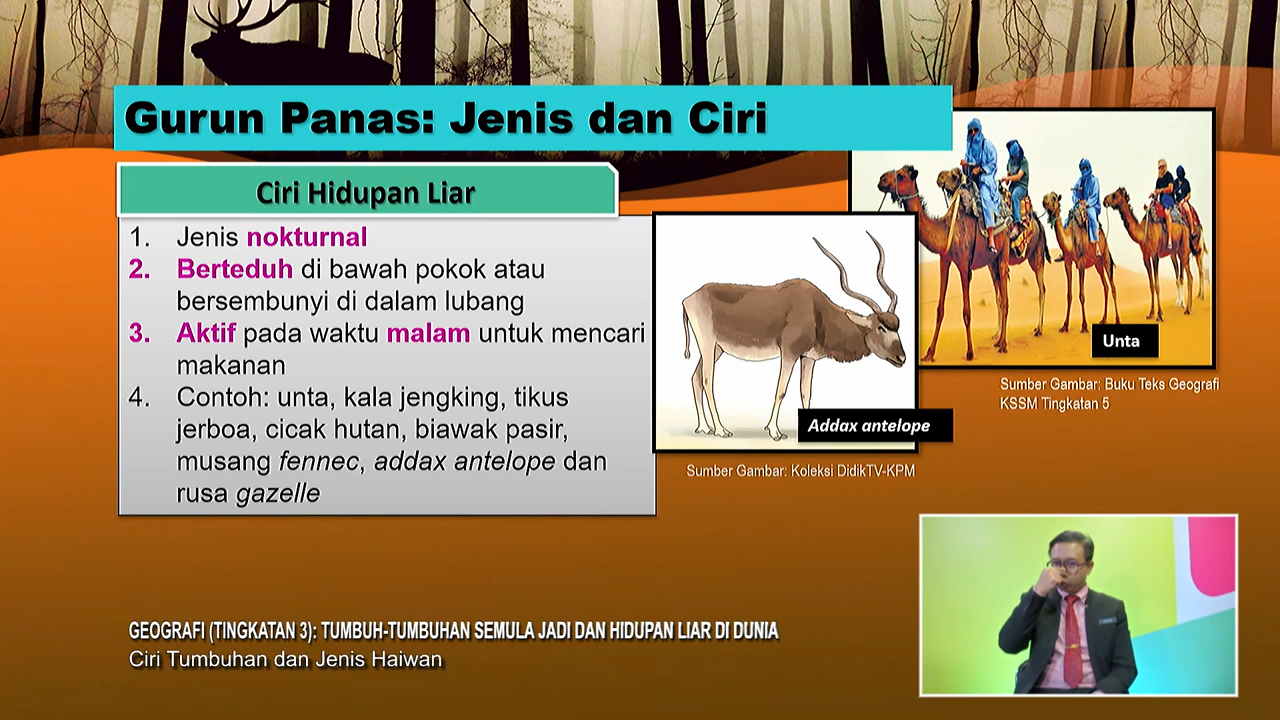 Gurun Panas: Jenis dan Ciri
Ciri Hidupan Liar
1. Jenis nokturnal
2. Berteduh di bawah pokok atau
bersembunyi di dalam lubang
3. Aktif pada waktu malam untuk mencari
makanan
4. Contoh: unta, kala jengking, tikus
jerboa, cicak hutan, biawak pasir,
musang fennec, addax antelope dan
rusa gazelle
Addax antelope
Sumber Gambar: Koleksi DidikTV-KPM
Unta
Sumber Gambar: Buku Teks Geografi
KSSM Tingkatan 5
GEOGRAFI (TINGKATAN 3): TUMBUH-TUMBUHAN SEMULA JADI DAN HIDUPAN LIAR DI DUNIA
Ciri Tumbuhan dan Jenis Haiwan